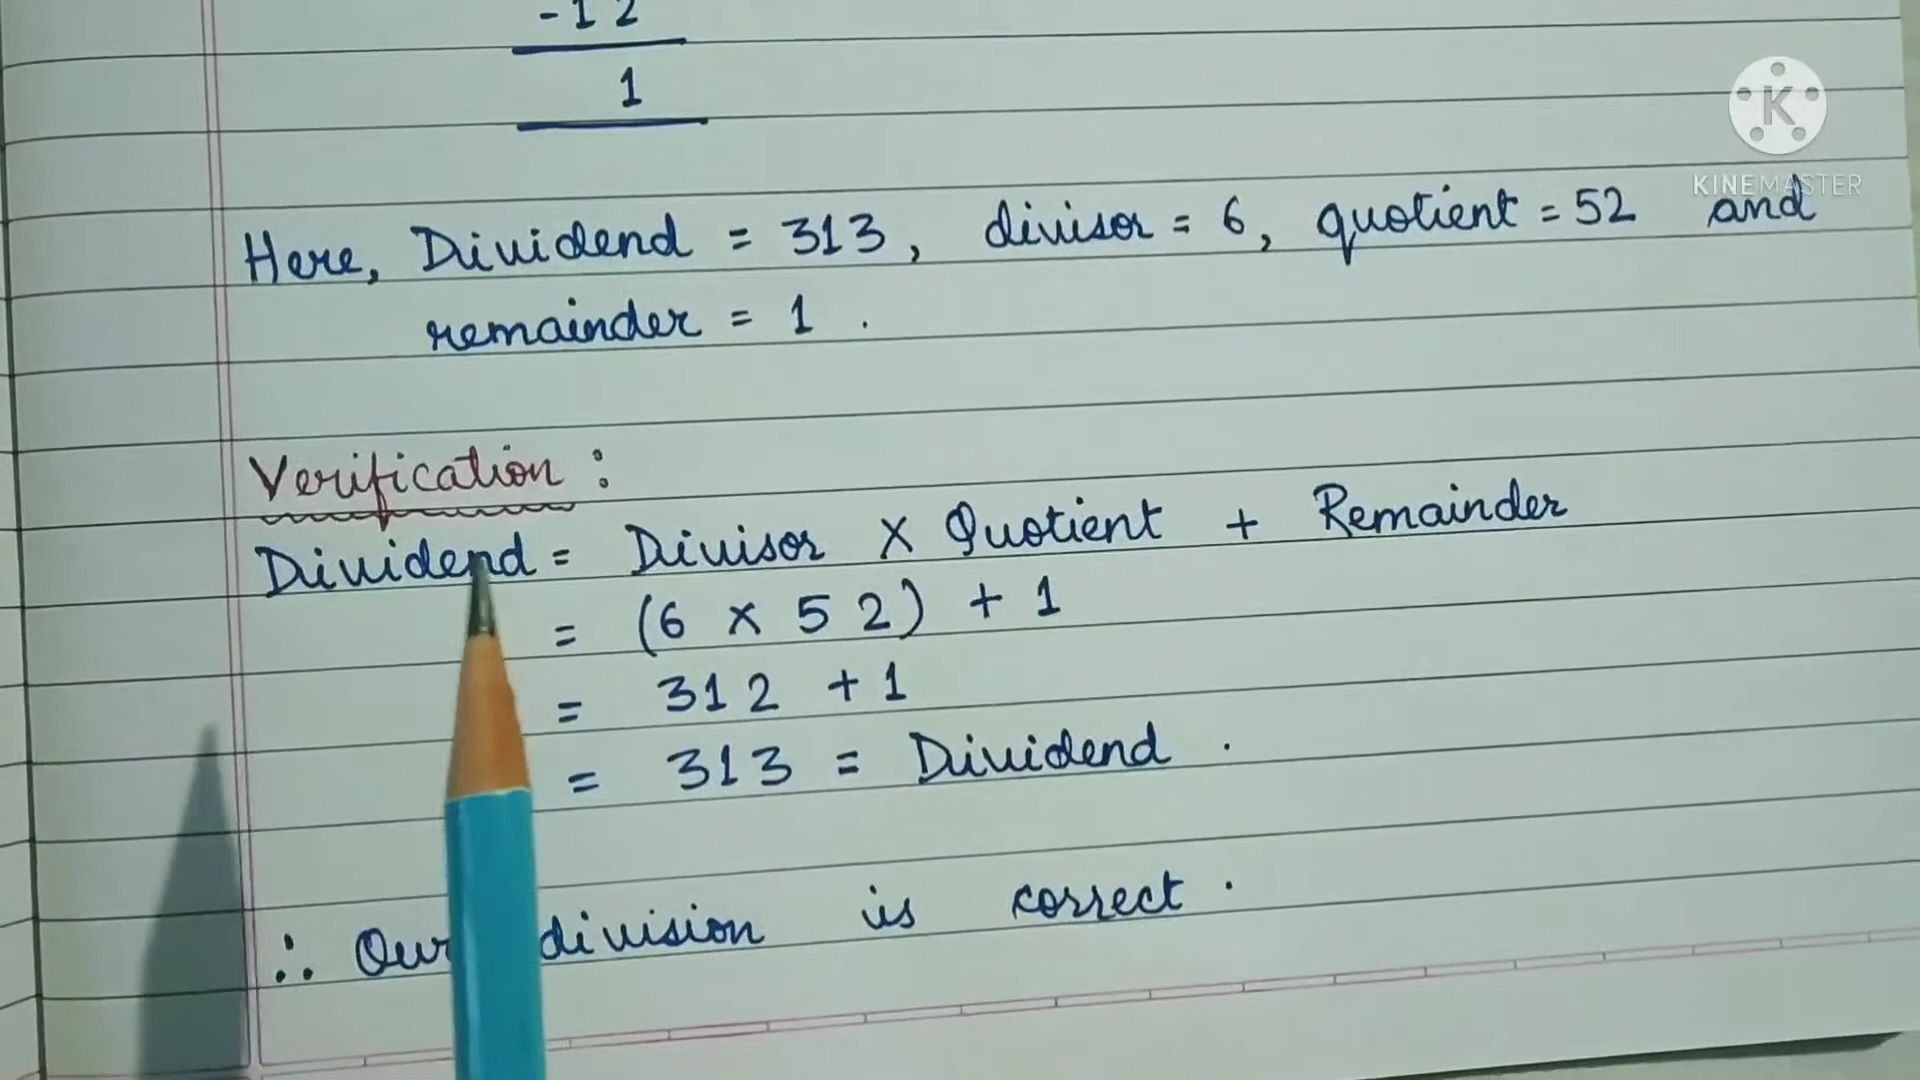 -12
1
K
KINEMASTER
Here, Dividend = 313, divisor = 6, quotient = 52 and
remainder = 1 .
Verification :
Dividend = Divisor X Quotient + Remainder
= (6 x 52) + 1
= 312 + 1
= 313 = Dividend .
∴ Our division is correct .